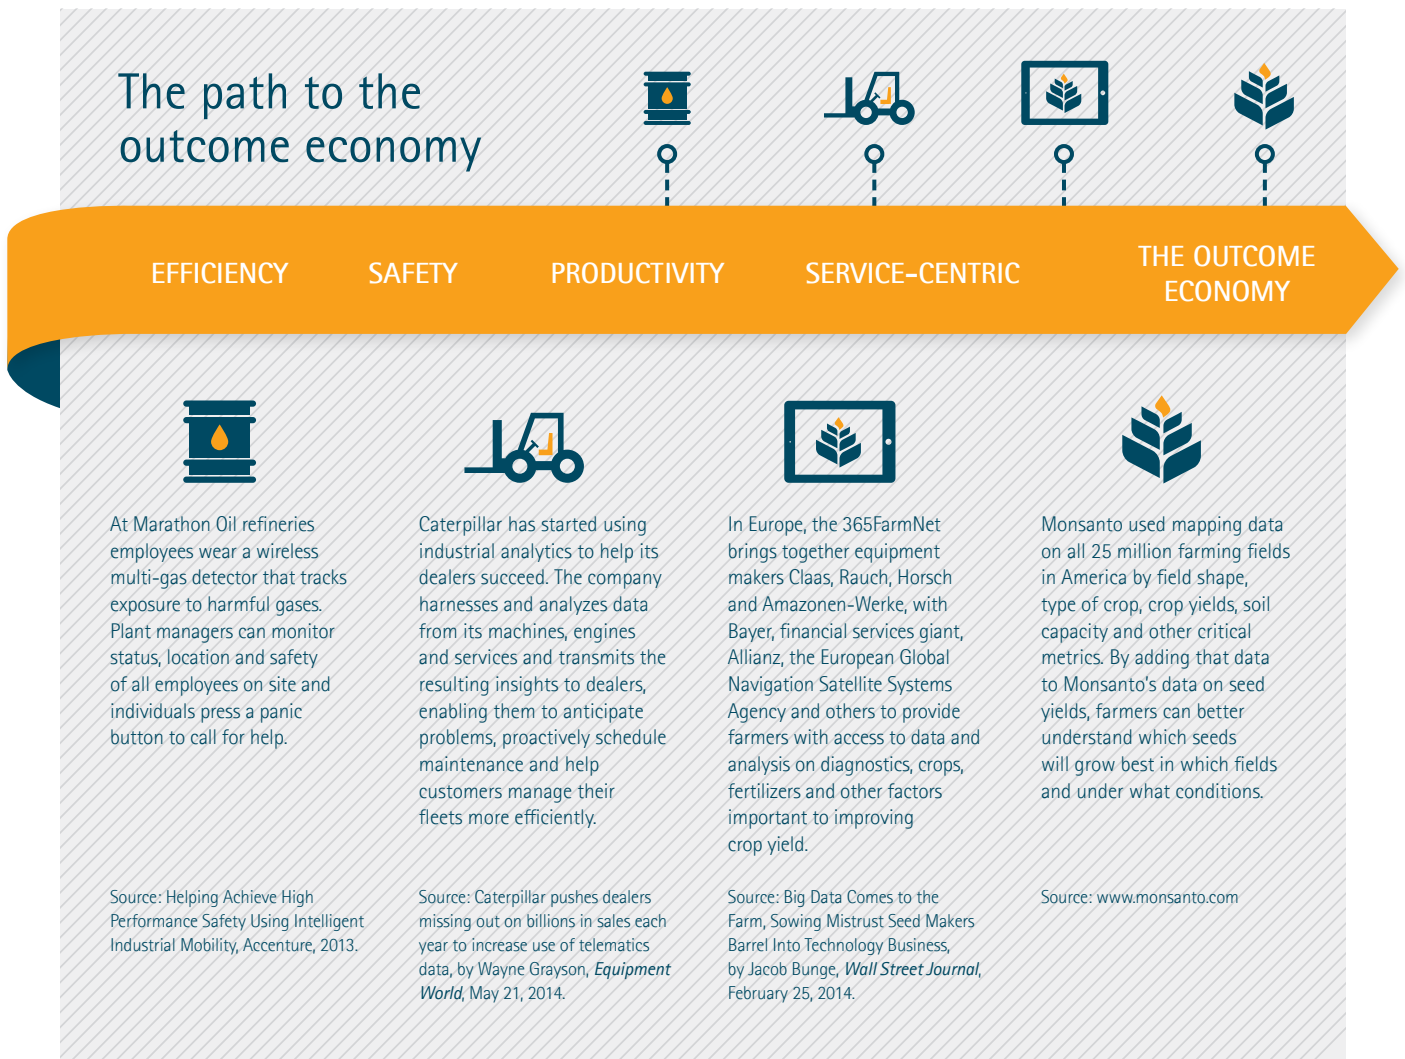 The path to the
outcome economy
EFFICIENCY
SAFETY
PRODUCTIVITY
SERVICE-CENTRIC
THE OUTCOME
ECONOMY
At Marathon Oil refineries
employees wear a wireless
multi-gas detector that tracks
exposure to harmful gases.
Plant managers can monitor
status, location and safety
of all employees on site and
individuals press a panic
button to call for help.
Source: Helping Achieve High
Performance Safety Using Intelligent
Industrial Mobility, Accenture, 2013.
Caterpillar has started using
industrial analytics to help its
dealers succeed. The company
harnesses and analyzes data
from its machines, engines
and services and transmits the
resulting insights to dealers,
enabling them to anticipate
problems, proactively schedule
maintenance and help
customers manage their
fleets more efficiently.
Source: Caterpillar pushes dealers
missing out on billions in sales each
year to increase use of telematics
data, by Wayne Grayson, Equipment
World, May 21, 2014.
In Europe, the 365FarmNet
brings together equipment
makers Claas, Rauch, Horsch
and Amazonen-Werke, with
Bayer, financial services giant,
Allianz, the European Global
Navigation Satellite Systems
Agency and others to provide
farmers with access to data and
analysis on diagnostics, crops,
fertilizers and other factors
important to improving
crop yield.
Source: Big Data Comes to the
Farm, Sowing Mistrust Seed Makers
Barrel Into Technology Business,
by Jacob Bunge, Wall Street Journal,
February 25, 2014.
Monsanto used mapping data
on all 25 million farming fields
in America by field shape,
type of crop, crop yields, soil
capacity and other critical
metrics. By adding that data
to Monsanto's data on seed
yields, farmers can better
understand which seeds
will grow best in which fields
and under what conditions.
Source: www.monsanto.com